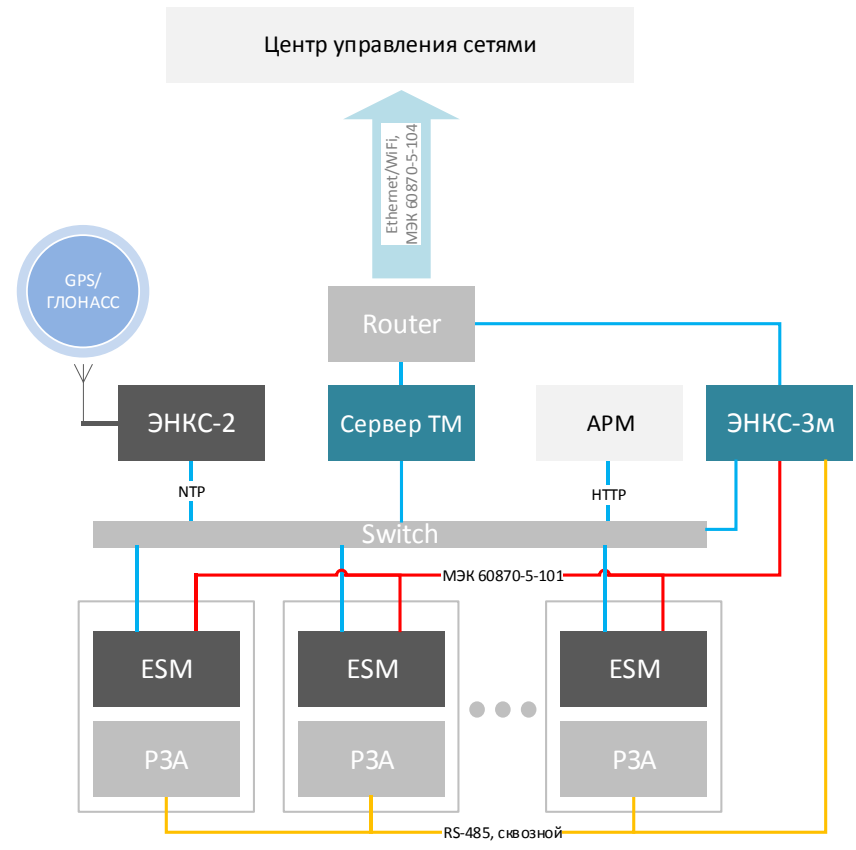 Центр управления сетями
Ethernet/WiFi,
МЭК 60870-5-104
GPS/
ГЛОНАСС
Router
ЭНКС-2
Сервер ТМ
АРМ
ЭНКС-3м
NTP
HTTP
Switch
МЭК 60870-5-101
ESM
ESM
ESM
РЗА
РЗА
РЗА
RS-485, сквозной